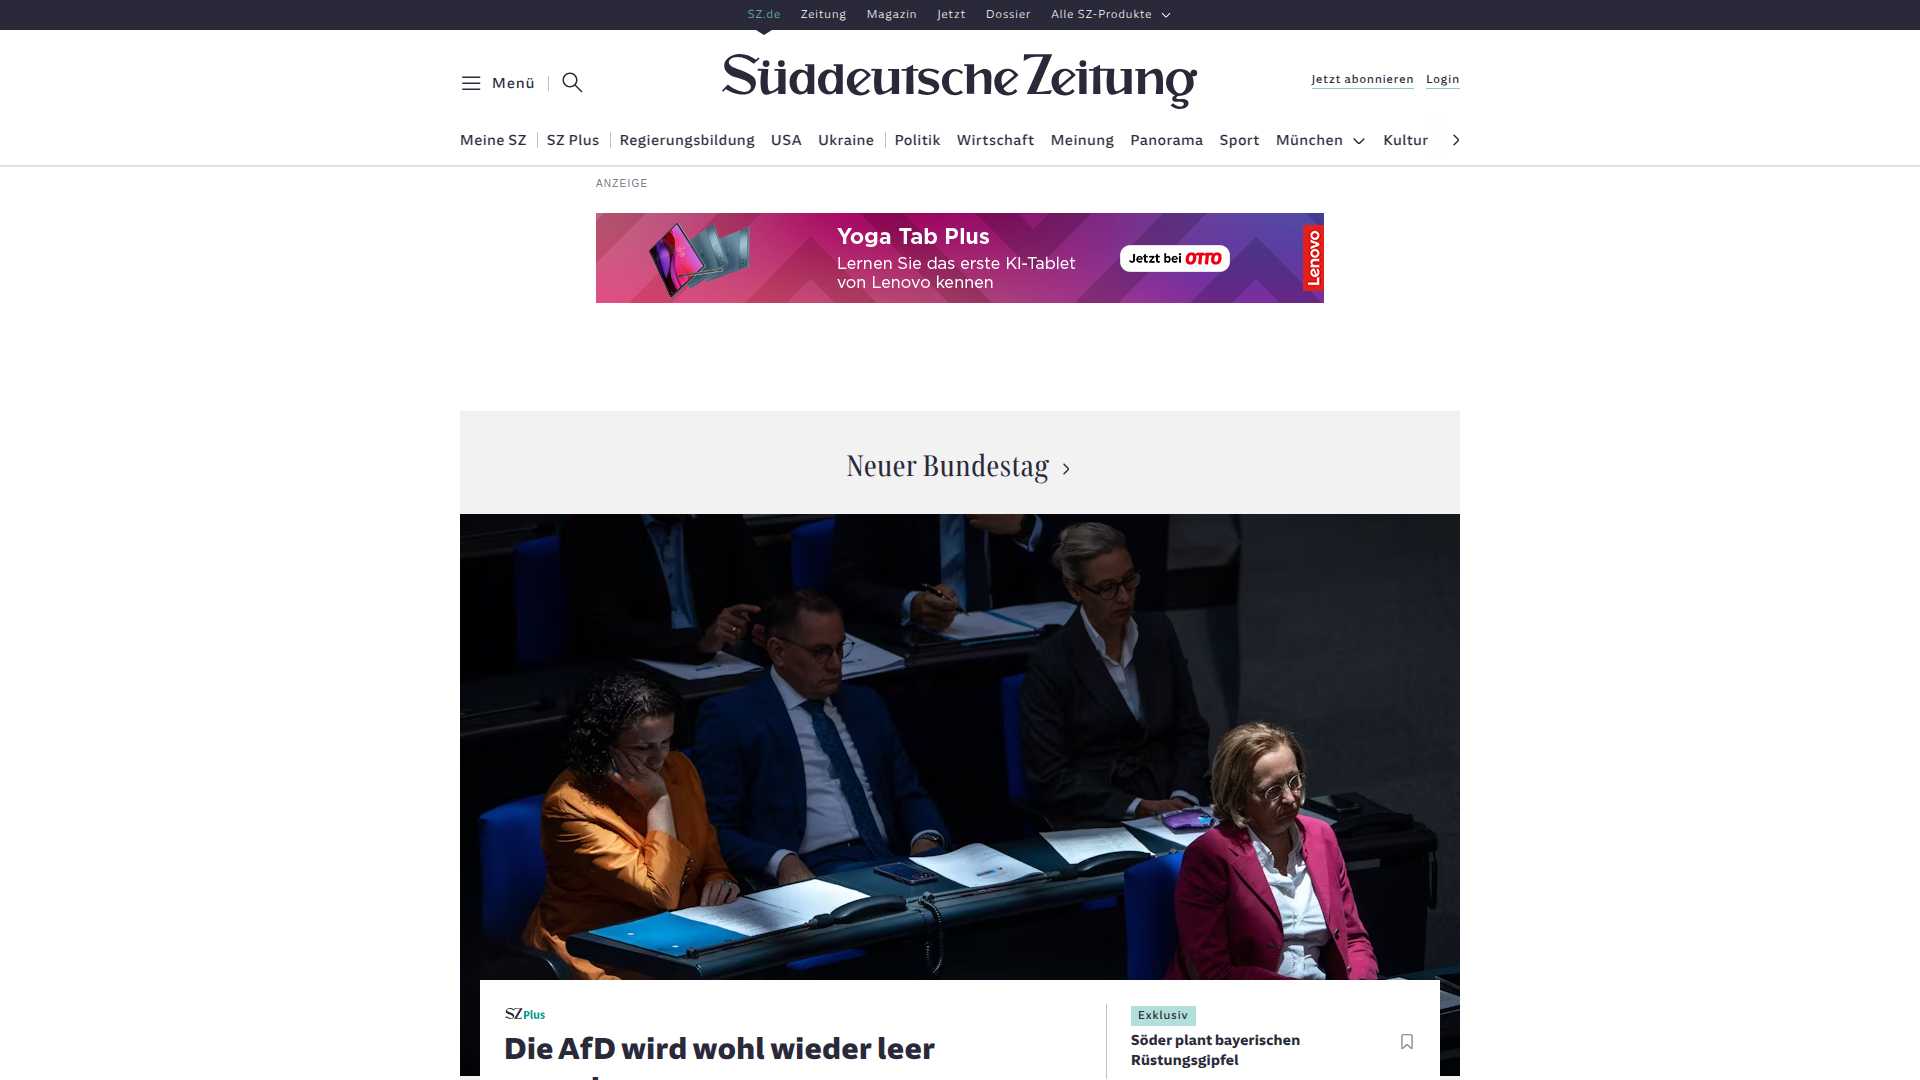 SZ.de Zeitung Magazin Jetzt Dossier Alle SZ-Produkte
Menü
Süddeutsche Zeitung
Jetzt abonnieren Login
Meine SZ SZ Plus Regierungsbildung USA Ukraine Politik Wirtschaft Meinung Panorama Sport München Kultur
ANZEIGE
Yoga Tab Plus
Lernen Sie das erste KI-Tablet
von Lenovo kennen
Jetzt bei OTTO
Lenovo
Neuer Bundestag
SZ Plus
Die AfD wird wohl wieder leer
Exklusiv
Söder plant bayerischen
Rüstungsgipfel